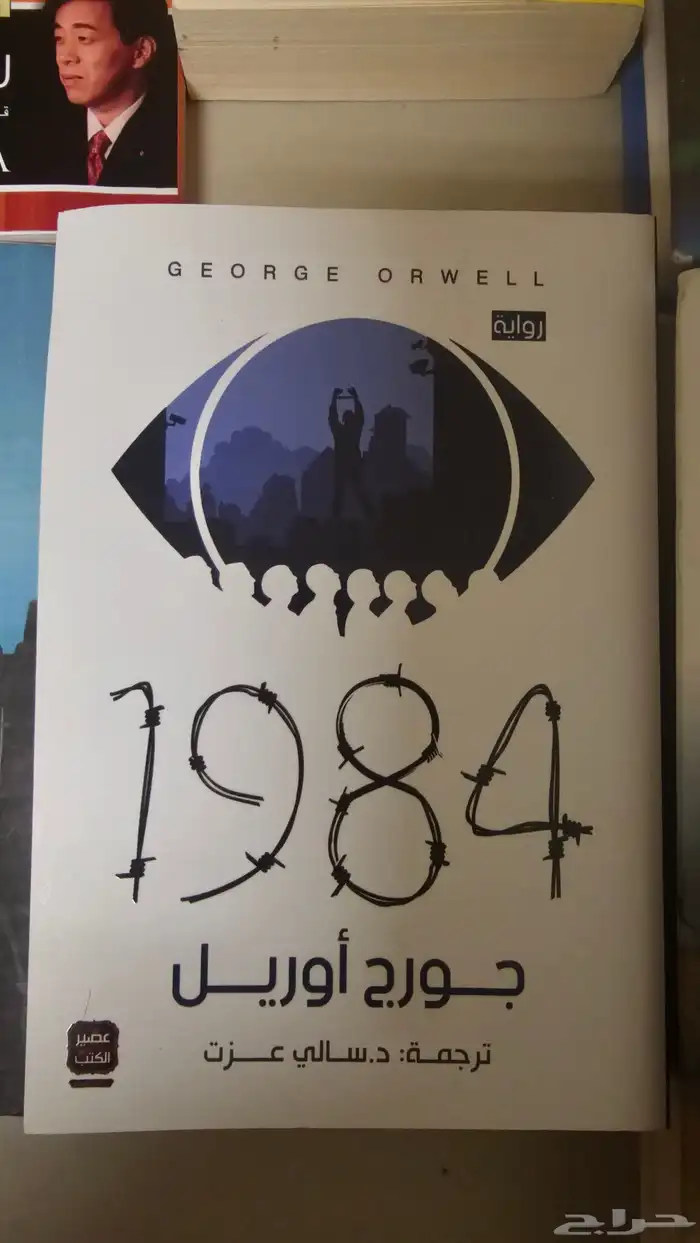 GEORGE ORWELL
رواية
1984
جورج أوريل
ترجمة: د.سالي عزت
عصير
الكتب
حراج